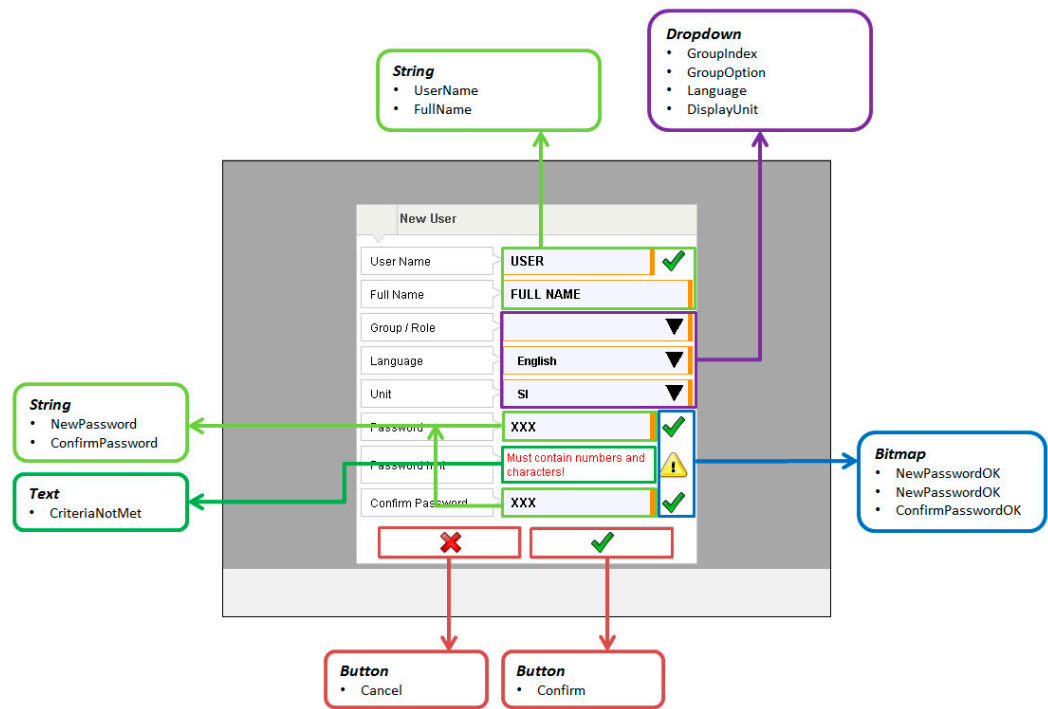 Dropdown
• GroupIndex
• GroupOption
• Language
• DisplayUnit
String
• UserName
• FullName
New User
User Name
USER
Full Name
FULL NAME
Group / Role
Language
English
Unit
SI
String
• NewPassword
• ConfirmPassword
Password
XXX
Password hint
Must contain numbers and
characters!
Confirm Password
XXX
Text
• CriteriaNotMet
Bitmap
• NewPasswordOK
• NewPasswordOK
• ConfirmPasswordOK
Button
• Cancel
Button
• Confirm